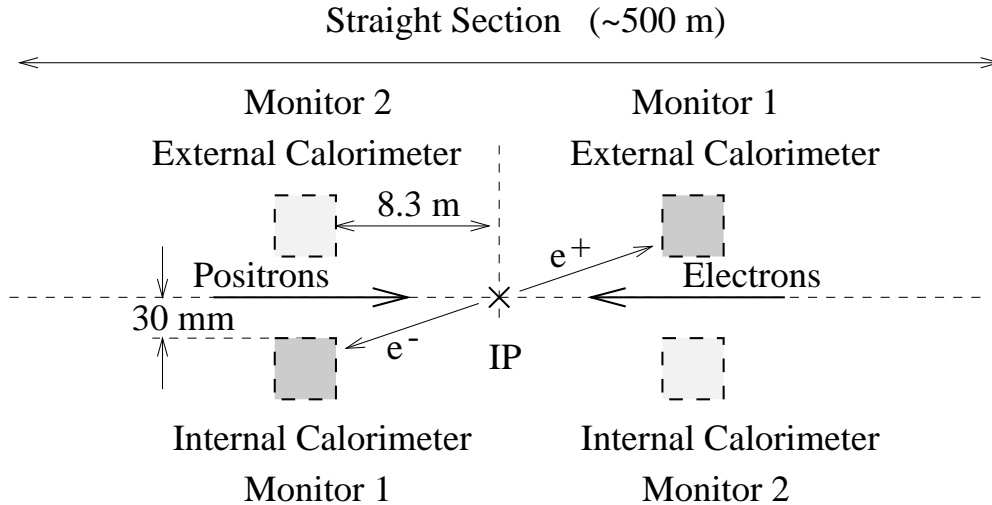 Straight Section (~500 m)
Monitor 2
External Calorimeter
Monitor 1
External Calorimeter
8.3 m
e+
Positrons
Electrons
30 mm
e-
IP
Internal Calorimeter
Monitor 1
Internal Calorimeter
Monitor 2